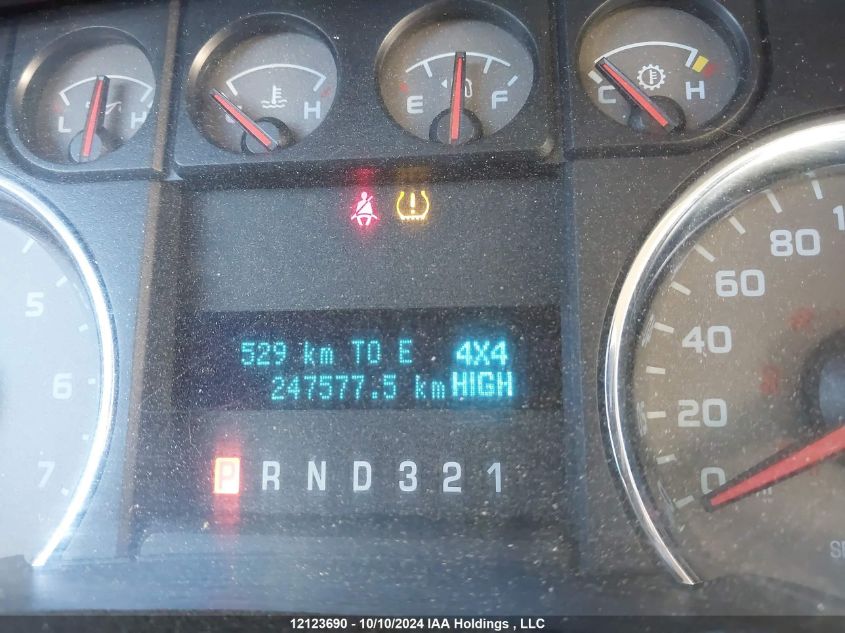 L H
H
E F
C H
5
6
7
529 km TO E 4X4
247577.5 km HIGH
P R N D 3 2 1
80
60
40
20
0
12123690 - 10/10/2024 IAA Holdings , LLC